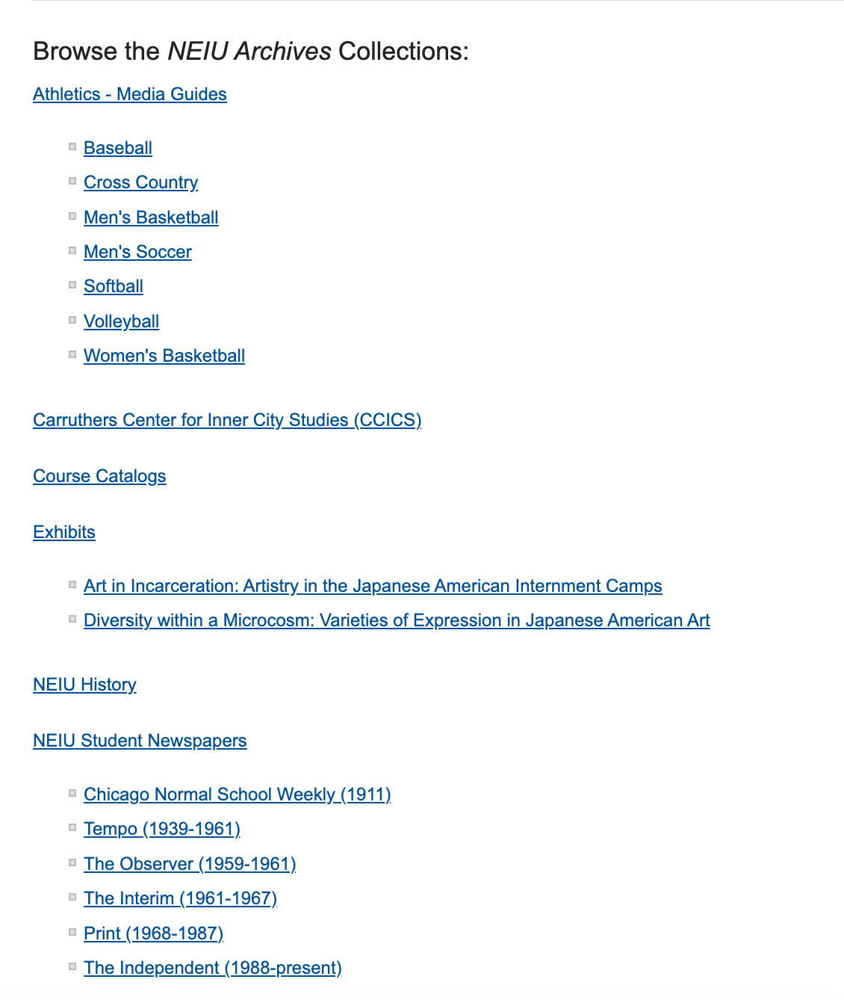 Browse the NEIU Archives Collections:
Athletics - Media Guides
Baseball
Cross Country
Men's Basketball
Men's Soccer
Softball
Volleyball
Women's Basketball
Carruthers Center for Inner City Studies (CCICS)
Course Catalogs
Exhibits
Art in Incarceration: Artistry in the Japanese American Internment Camps
Diversity within a Microcosm: Varieties of Expression in Japanese American Art
NEIU History
NEIU Student Newspapers
Chicago Normal School Weekly (1911)
Tempo (1939-1961)
The Observer (1959-1961)
The Interim (1961-1967)
Print (1968-1987)
The Independent (1988-present)